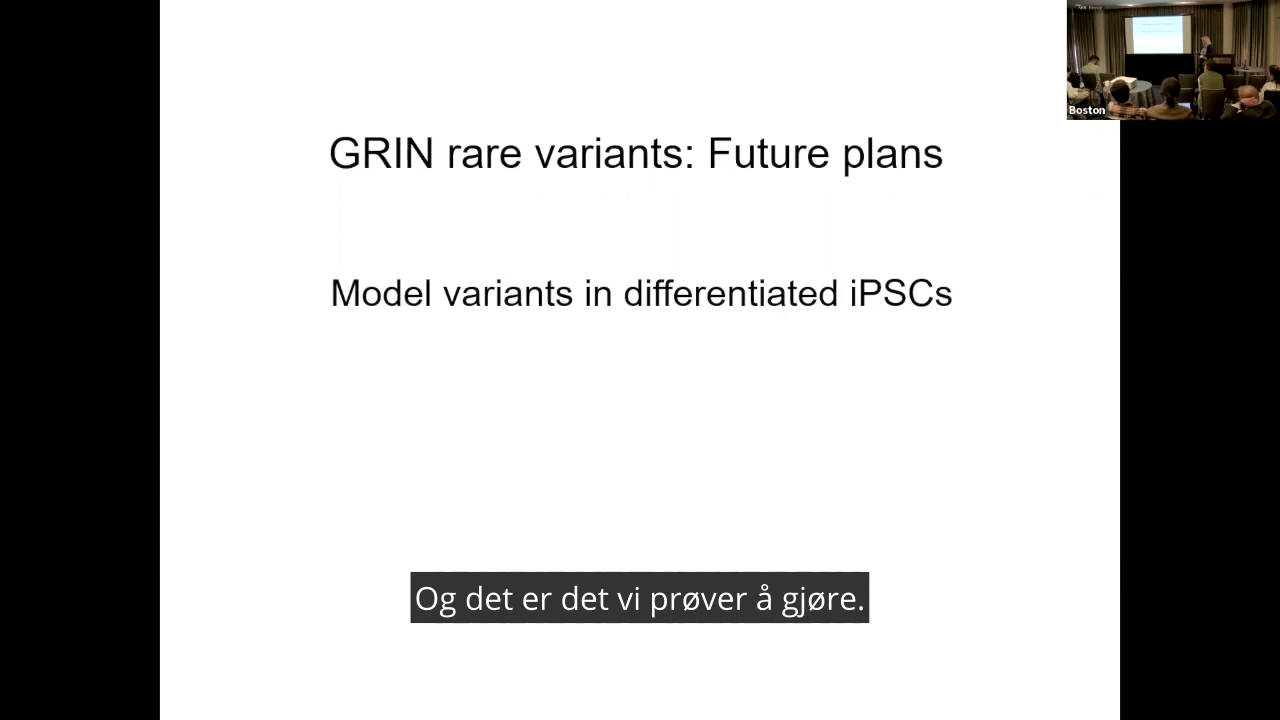 GRIN rare variants: Future plans
Boston
Model variants in differentiated iPSCs
Og det er det vi prøver å gjøre.